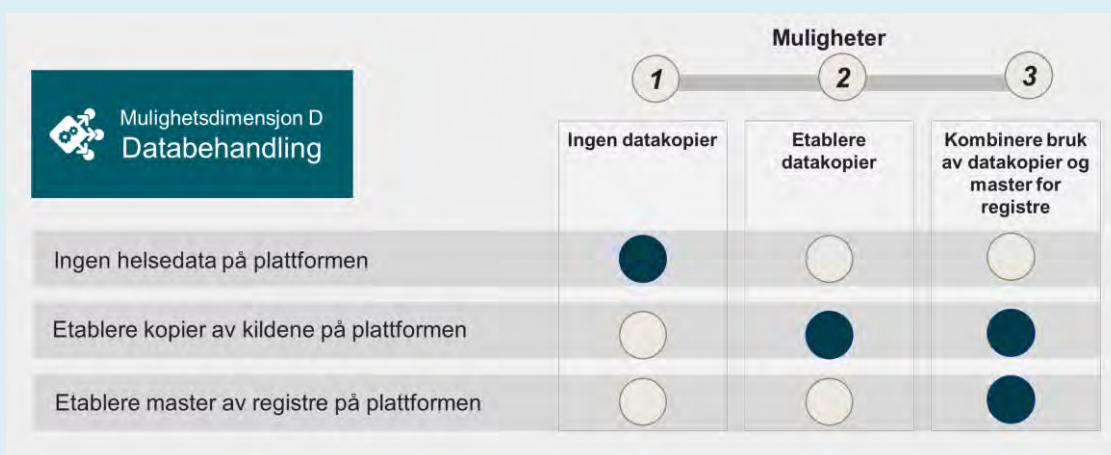 Muligheter
1
2
3
Mulighetsdimensjon D
Databehandling
Ingen datakopier
Etablere
datakopier
Kombinere bruk
av datakopier og
master for
registre
Ingen helsedata på plattformen
Etablere kopier av kildene på plattformen
Etablere master av registre på plattformen